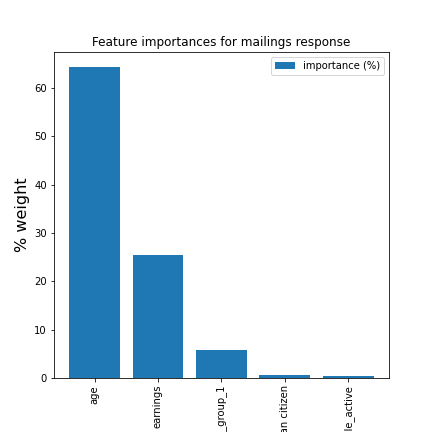 Feature importances for mailings response
importance (%)
% weight
60
50
40
30
20
10
0
age
earnings
_group_1
an citizen
le_active